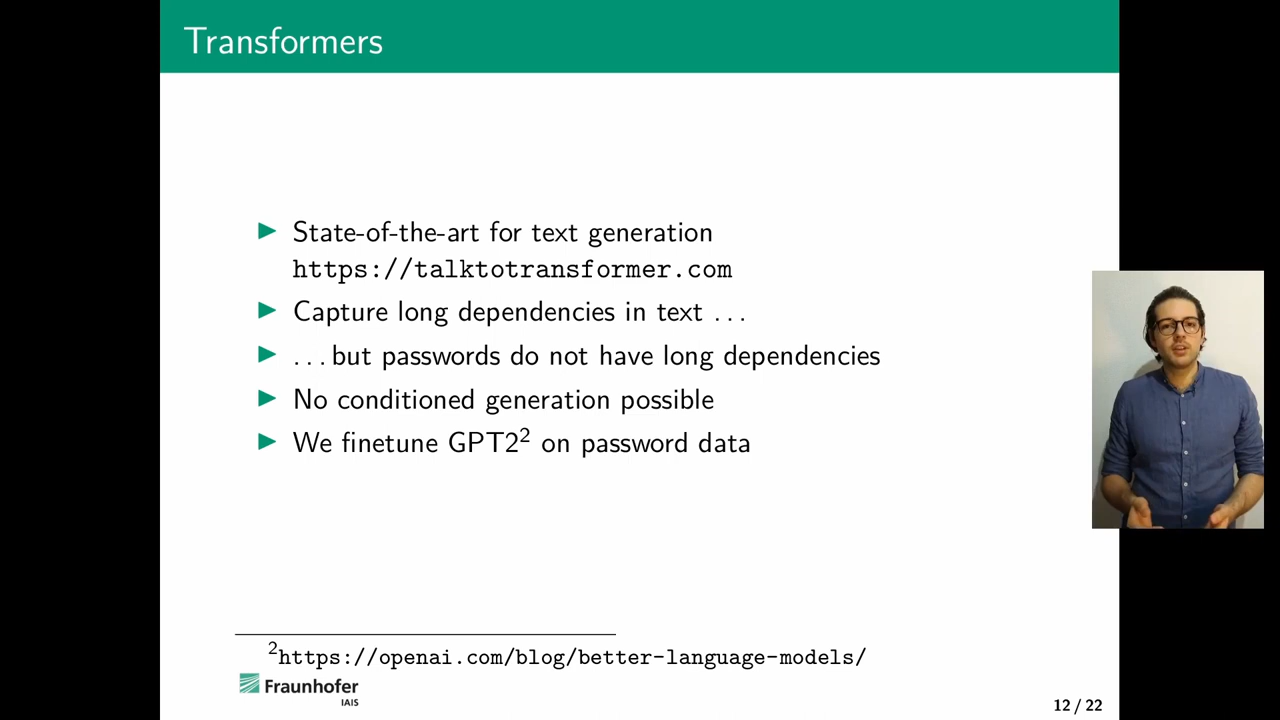 Transformers
State-of-the-art for text generation
https://talktotransformer.com
Capture long dependencies in text ...
... but passwords do not have long dependencies
No conditioned generation possible
We finetune GPT2² on password data
²https://openai.com/blog/better-language-models/
Fraunhofer
IAIS
12 / 22